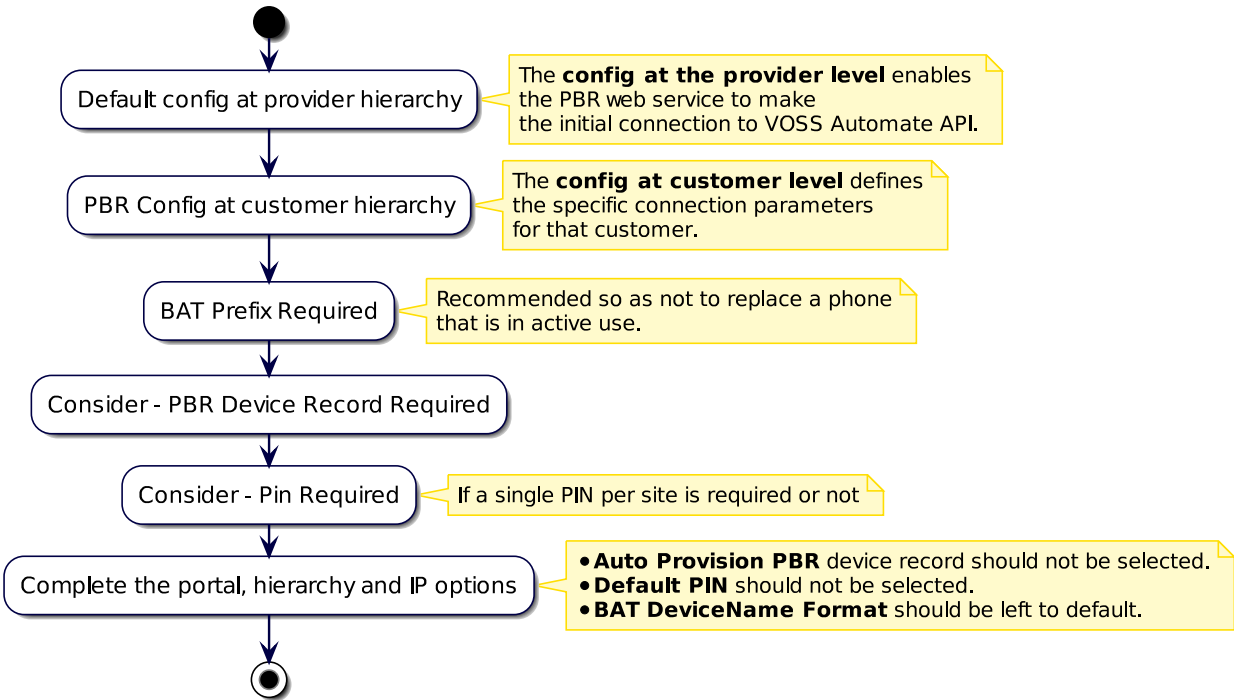 Default config at provider hierarchy
The config at the provider level enables
the PBR web service to make
the initial connection to VOSS Automate API.
PBR Config at customer hierarchy
The config at customer level defines
the specific connection parameters
for that customer.
BAT Prefix Required
Recommended so as not to replace a phone
that is in active use.
Consider - PBR Device Record Required
Consider - Pin Required
If a single PIN per site is required or not
Complete the portal, hierarchy and IP options
• Auto Provision PBR device record should not be selected.
• Default PIN should not be selected.
• BAT DeviceName Format should be left to default.